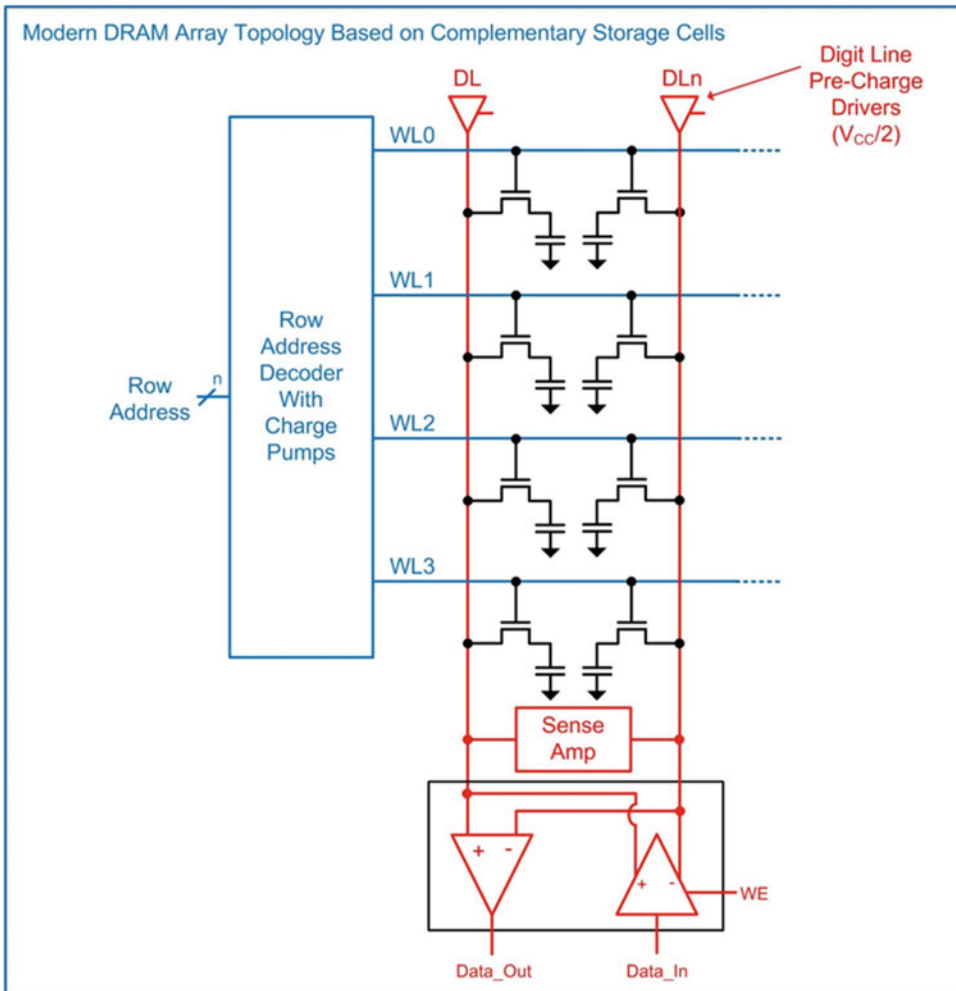 Modern DRAM Array Topology Based on Complementary Storage Cells
DL
DLn
Digit Line
Pre-Charge
Drivers
(VCC/2)
WL0
WL1
Row
Address
Decoder
With
Charge
Pumps
Row
Address
n
WL2
WL3
Sense
Amp
+ -
+ -
WE
Data_Out
Data_In